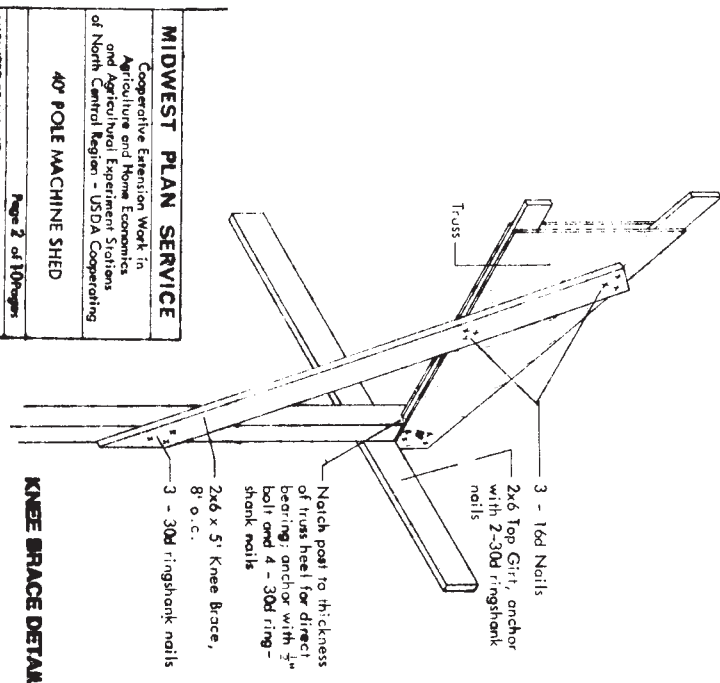 MIDWEST PLAN SERVICE
Cooperative Extension Work in
Agriculture and Home Economics
and Agricultural Experiment Stations
of North Central Region - USDA Cooperating
40' POLE MACHINE SHED
Page 2 of 10 Pages
Truss
3 - 16d Nails
2x6 Top Girt, anchor
with 2-30d ringshank
nails
Notch post to thickness
of truss heel for direct
bearing; anchor with ½"
bolt and 4 - 30d ring-
shank nails
2x6 x 5' Knee Brace,
8' o.c.
3 - 30d ringshank nails
KNEE BRACE DETAIL